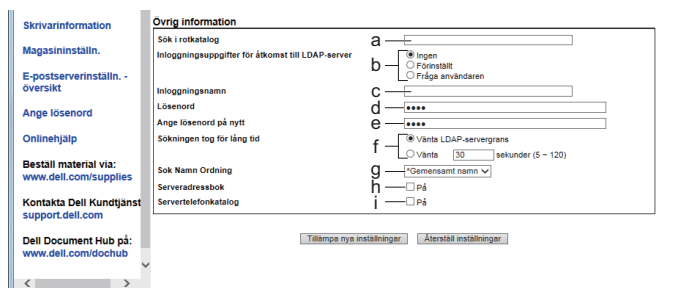 Skrivarinformation
Magasininställn.
E-postserverinställn. -
översikt
Ange lösenord
Onlinehjälp
Beställ material via:
www.dell.com/supplies
Kontakta Dell Kundtjänst
support.dell.com
Dell Document Hub på:
www.dell.com/dochub
Övrig information
Sök i rotkatalog a
Inloggningsuppgifter för åtkomst till LDAP-server b Ingen
Förinställt
Fråga användaren
Inloggningsnamn c
Lösenord d ••••
Ange lösenord på nytt e ••••
Sökningen tog för lång tid f Vänta LDAP-servergrans
Vänta 30 sekunder (5 ~ 120)
Sok Namn Ordning g *Gemensamt namn
Serveradressbok h På
Servertelefonkatalog i På
Tillämpa nya inställningar Återställ inställningar